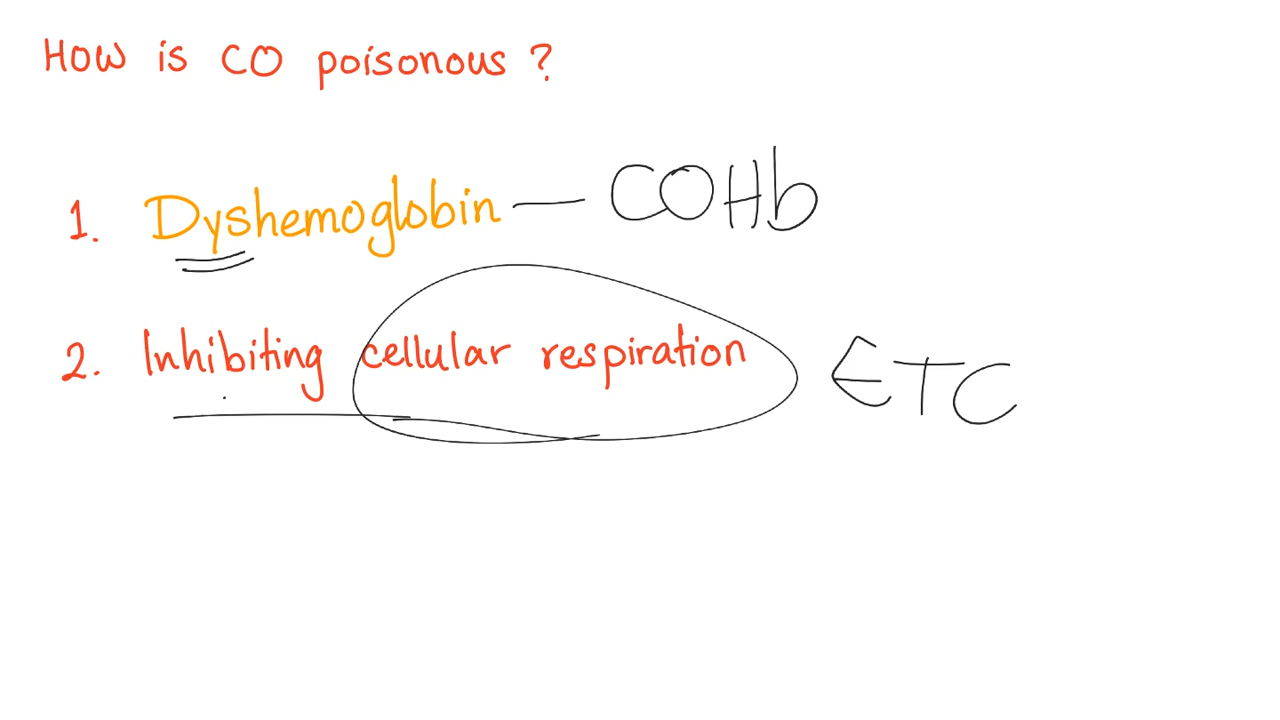 How is CO poisonous ?
1. Dyshemoglobin — COHb
2. Inhibiting cellular respiration ETC